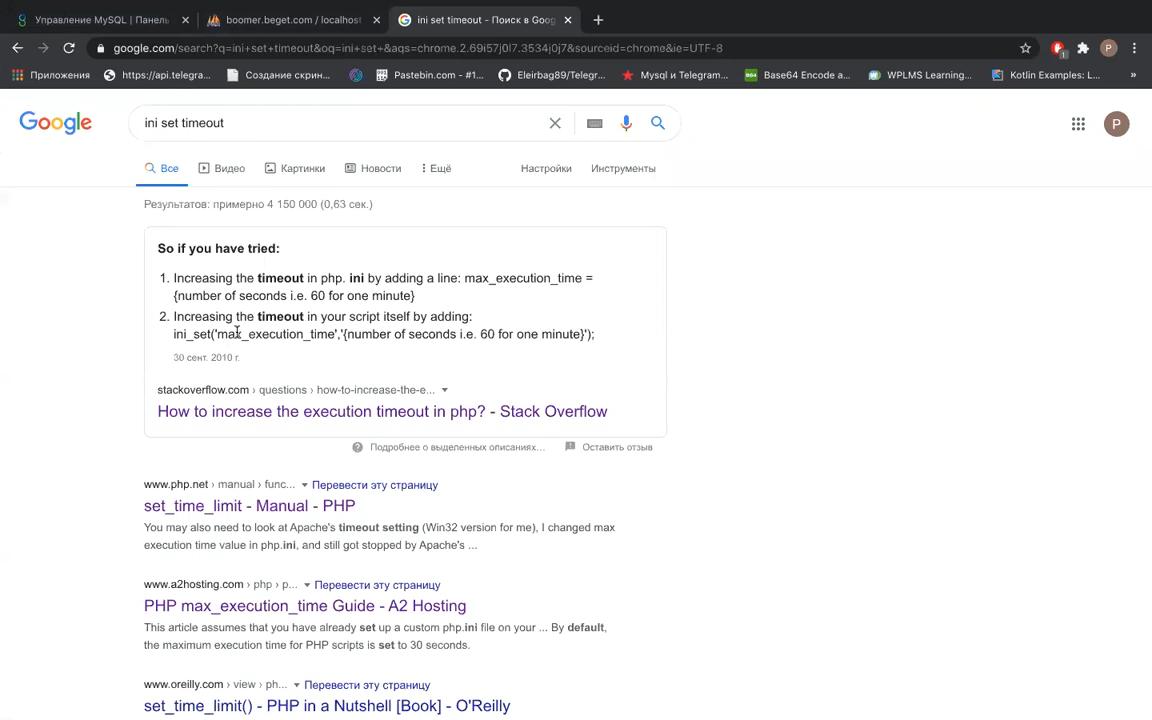 Управление MySQL | Панель
boomer.beget.com / localhost
ini set timeout - Поиск в Goog
google.com/search?q=ini+set+timeout&oq=ini+set+&aqs=chrome.2.69i57j0l7.3534j0j7&sourceid=chrome&ie=UTF-8
Приложения https://api.telegra... Создание скрин... Pastebin.com - #1... Eleirbag89/Telegr... Mysql и Telegram... Base64 Encode a... WPLMS Learning... Kotlin Examples: L... »
Google
ini set timeout
P
Все Видео Картинки Новости Ещё Настройки Инструменты
Результатов: примерно 4 150 000 (0,63 сек.)
So if you have tried:
1. Increasing the timeout in php. ini by adding a line: max_execution_time =
{number of seconds i.e. 60 for one minute}
2. Increasing the timeout in your script itself by adding:
ini_set('max_execution_time','{number of seconds i.e. 60 for one minute}');
30 сент. 2010 г.
stackoverflow.com › questions › how-to-increase-the-e...
How to increase the execution timeout in php? - Stack Overflow
Подробнее о выделенных описаниях... Оставить отзыв
www.php.net › manual › func... Перевести эту страницу
set_time_limit - Manual - PHP
You may also need to look at Apache's timeout setting (Win32 version for me), I changed max
execution time value in php.ini, and still got stopped by Apache's ...
www.a2hosting.com › php › p... Перевести эту страницу
PHP max_execution_time Guide - A2 Hosting
This article assumes that you have already set up a custom php.ini file on your ... By default,
the maximum execution time for PHP scripts is set to 30 seconds.
www.oreilly.com › view › ph... Перевести эту страницу
set_time_limit() - PHP in a Nutshell [Book] - O'Reilly